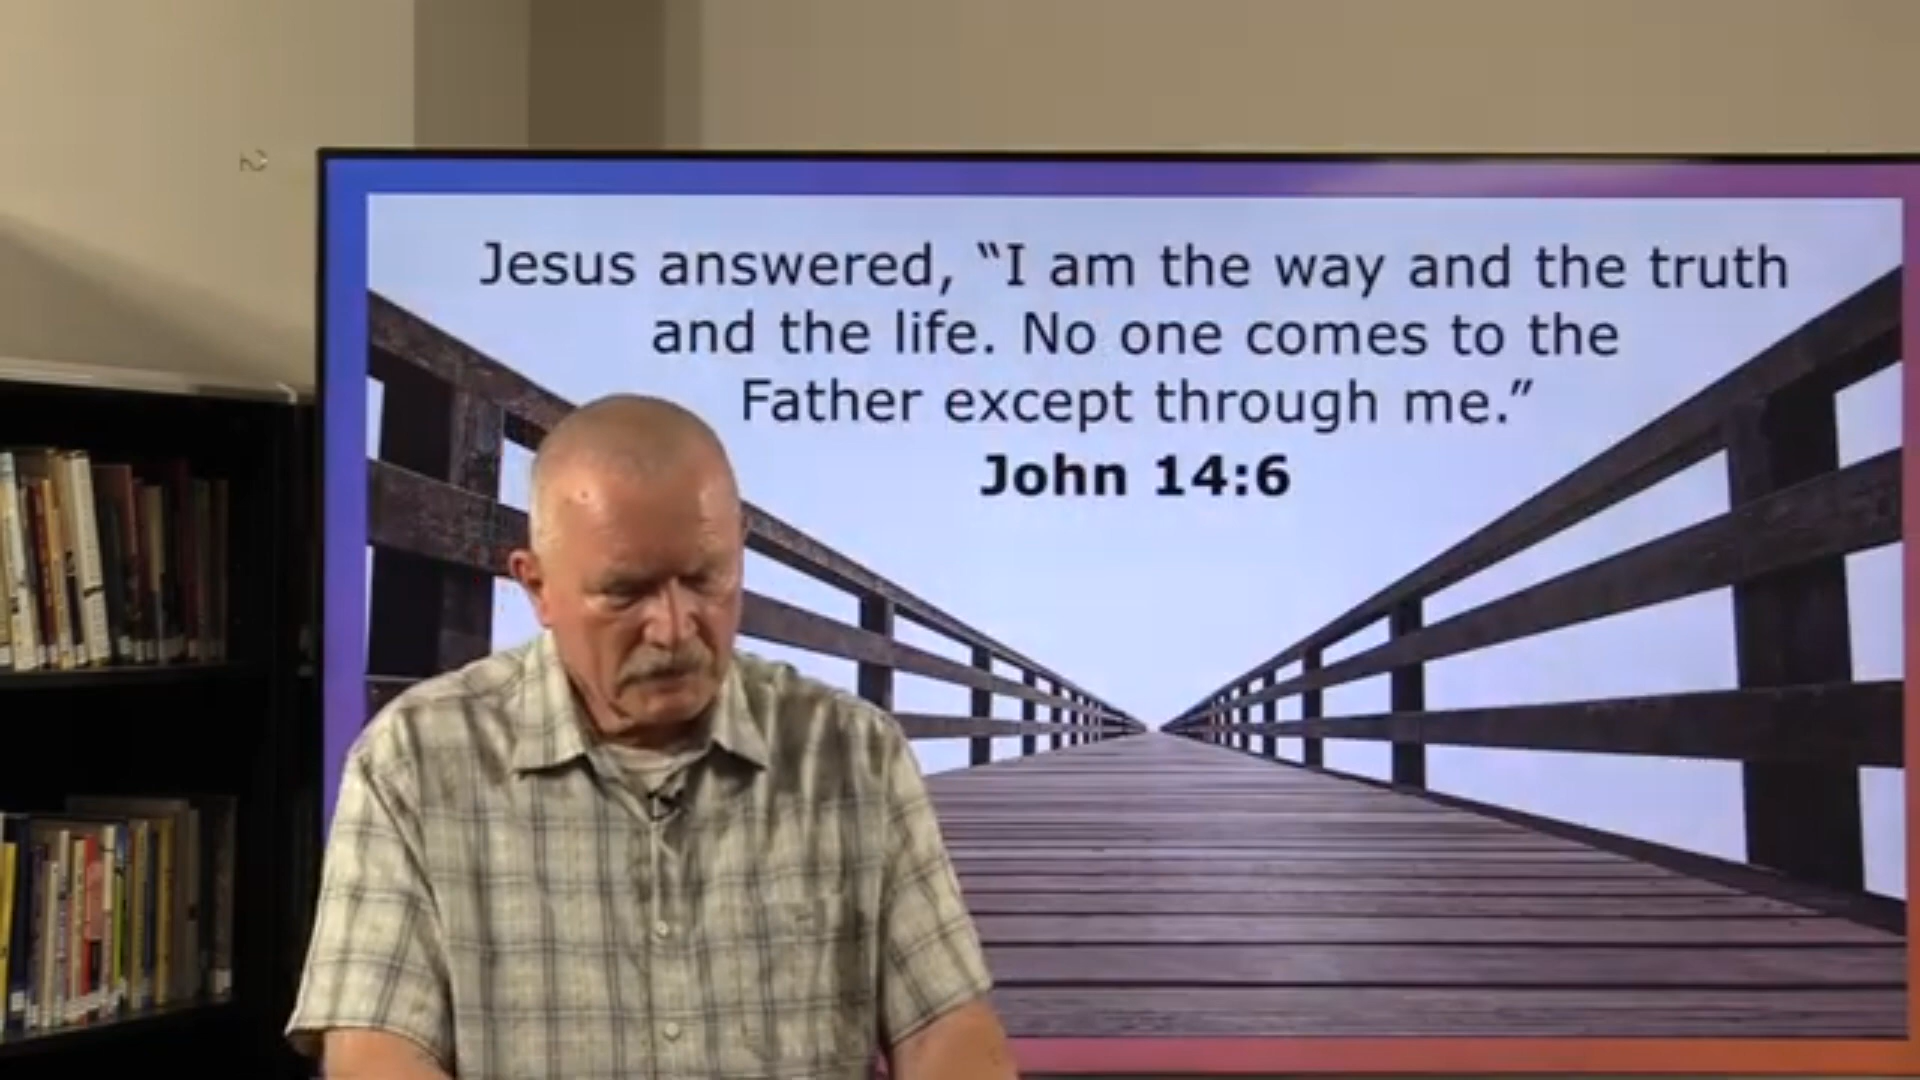 Jesus answered, “I am the way and the truth
and the life. No one comes to the
Father except through me.”
John 14:6